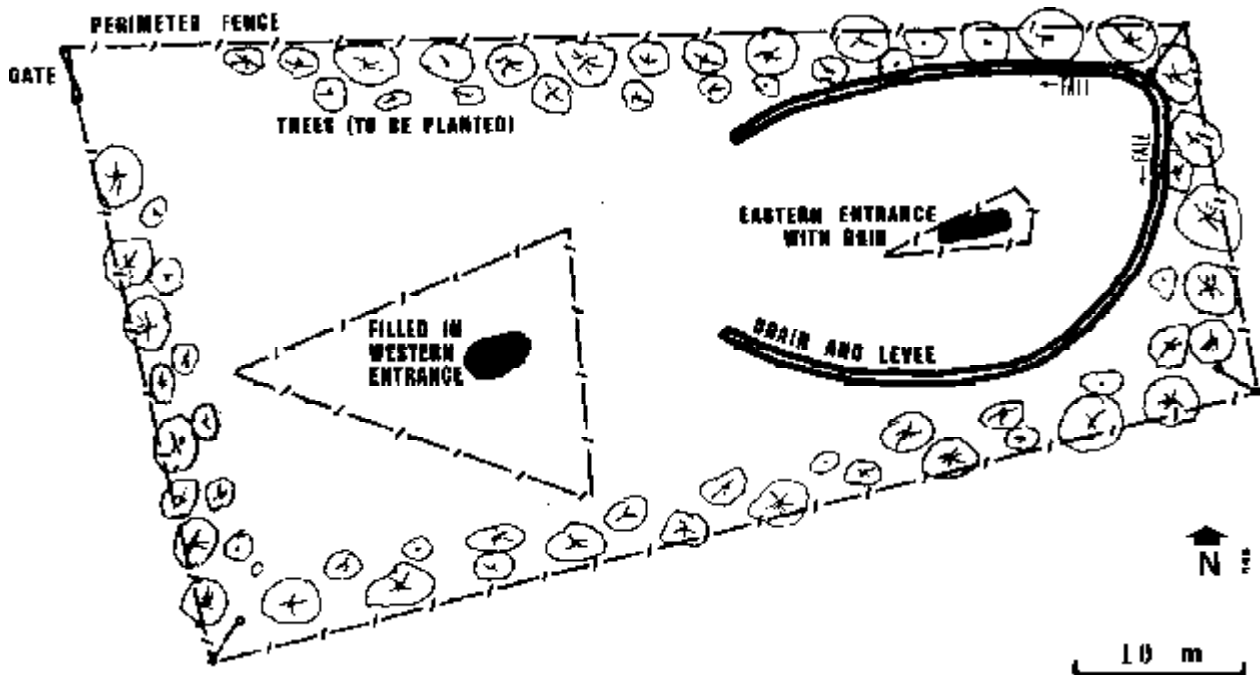 PERIMETER FENCE
GATE
TREES (TO BE PLANTED)
←FALL
←FALL
EASTERN ENTRANCE
WITH
FILLED IN
WESTERN
ENTRANCE
DRAIN AND LEVEE
N
10 m